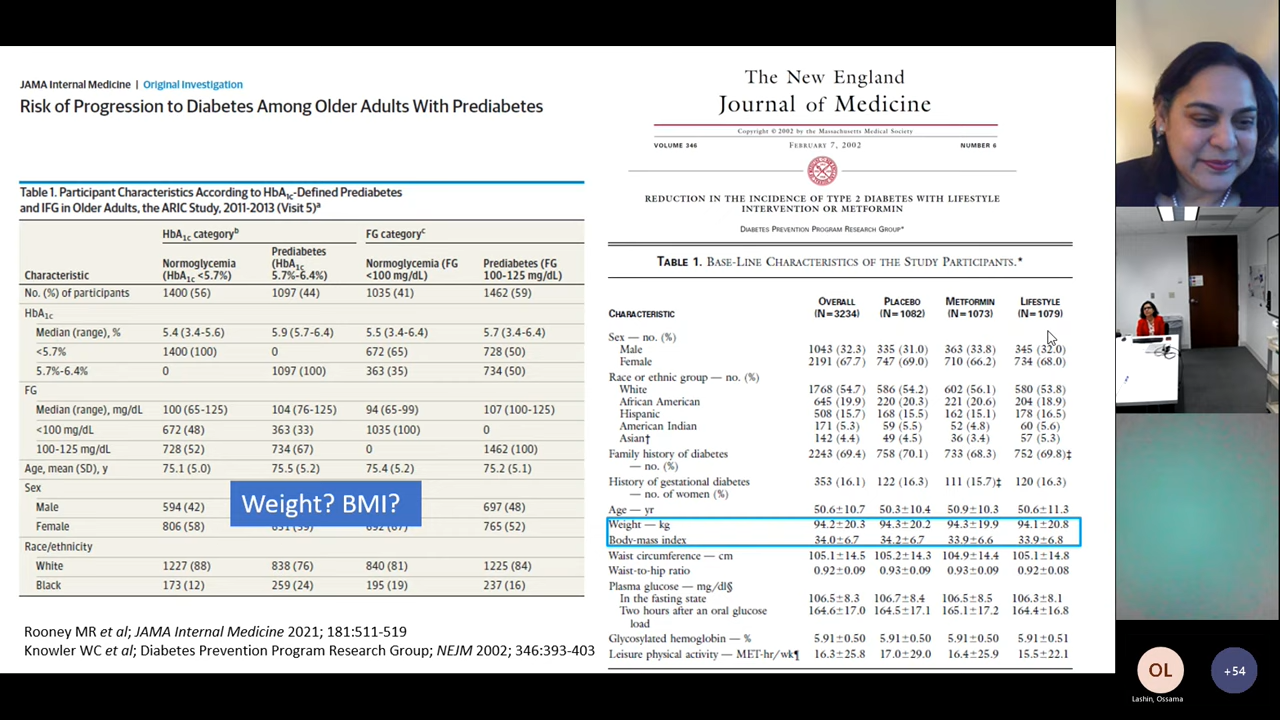 JAMA Internal Medicine | Original Investigation
Risk of Progression to Diabetes Among Older Adults With Prediabetes
Table 1. Participant Characteristics According to HbA1c-Defined Prediabetes
and IFG in Older Adults, the ARIC Study, 2011-2013 (Visit 5)a
HbA1c categoryb FG categoryc
Characteristic Normoglycemia (HbA1c <5.7%) Prediabetes (HbA1c 5.7%-6.4%) Normoglycemia (FG <100 mg/dL) Prediabetes (FG 100-125 mg/dL)
No. (%) of participants 1400 (56) 1097 (44) 1035 (41) 1462 (59)
HbA1c
Median (range), % 5.4 (3.4-5.6) 5.9 (5.7-6.4) 5.5 (3.4-6.4) 5.7 (3.4-6.4)
<5.7% 1400 (100) 0 672 (65) 728 (50)
5.7%-6.4% 0 1097 (100) 363 (35) 734 (50)
FG
Median (range), mg/dL 100 (65-125) 104 (76-125) 94 (65-99) 107 (100-125)
<100 mg/dL 672 (48) 363 (33) 1035 (100) 0
100-125 mg/dL 728 (52) 734 (67) 0 1462 (100)
Age, mean (SD), y 75.1 (5.0) 75.5 (5.2) 75.4 (5.2) 75.2 (5.1)
Sex
Weight? BMI?
Male 594 (42) 697 (48)
Female 806 (58) 765 (52)
Race/ethnicity
White 1227 (88) 838 (76) 840 (81) 1225 (84)
Black 173 (12) 259 (24) 195 (19) 237 (16)
Rooney MR et al; JAMA Internal Medicine 2021; 181:511-519
Knowler WC et al; Diabetes Prevention Program Research Group; NEJM 2002; 346:393-403
The New England
Journal of Medicine
Copyright © 2002 by the Massachusetts Medical Society
VOLUME 346 FEBRUARY 7, 2002 NUMBER 6
REDUCTION IN THE INCIDENCE OF TYPE 2 DIABETES WITH LIFESTYLE
INTERVENTION OR METFORMIN
DIABETES PREVENTION PROGRAM RESEARCH GROUP*
TABLE 1. BASE-LINE CHARACTERISTICS OF THE STUDY PARTICIPANTS.*
CHARACTERISTIC OVERALL (N=3234) PLACEBO (N=1082) METFORMIN (N=1073) LIFESTYLE (N=1079)
Sex — no. (%)
Male 1043 (32.3) 335 (31.0) 363 (33.8) 345 (32.0)
Female 2191 (67.7) 747 (69.0) 710 (66.2) 734 (68.0)
Race or ethnic group — no. (%)
White 1768 (54.7) 586 (54.2) 602 (56.1) 580 (53.8)
African American 645 (19.9) 220 (20.3) 221 (20.6) 204 (18.9)
Hispanic 508 (15.7) 168 (15.5) 162 (15.1) 178 (16.5)
American Indian 171 (5.3) 59 (5.5) 52 (4.8) 60 (5.6)
Asian† 142 (4.4) 49 (4.5) 36 (3.4) 57 (5.3)
Family history of diabetes 2243 (69.4) 758 (70.1) 733 (68.3) 752 (69.8)‡
— no. (%)
History of gestational diabetes 353 (16.1) 122 (16.3) 111 (15.7)‡ 120 (16.3)
— no. of women (%)
Age — yr 50.6±10.7 50.3±10.4 50.9±10.3 50.6±11.3
Weight — kg 94.2±20.3 94.3±20.2 94.3±19.9 94.1±20.8
Body-mass index 34.0±6.7 34.2±6.7 33.9±6.6 33.9±6.8
Waist circumference — cm 105.1±14.5 105.2±14.3 104.9±14.4 105.1±14.8
Waist-to-hip ratio 0.92±0.09 0.93±0.09 0.93±0.09 0.92±0.08
Plasma glucose — mg/dl§
In the fasting state 106.5±8.3 106.7±8.4 106.5±8.5 106.3±8.1
Two hours after an oral glucose 164.6±17.0 164.5±17.1 165.1±17.2 164.4±16.8
load
Glycosylated hemoglobin — % 5.91±0.50 5.91±0.50 5.91±0.50 5.91±0.51
Leisure physical activity — MET-hr/wk¶ 16.3±25.8 17.0±29.0 16.4±25.9 15.5±22.1
OL
+54
Lashin, Ossama